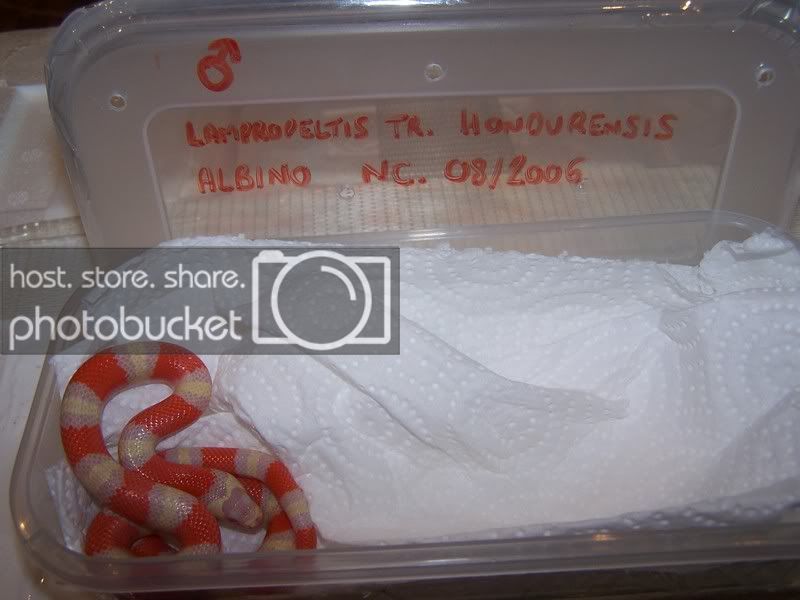 ♂
LAMPROPELTIS TR. HONDURENSIS
ALBINO NC. 08/2006
host. store. share.
photobucket